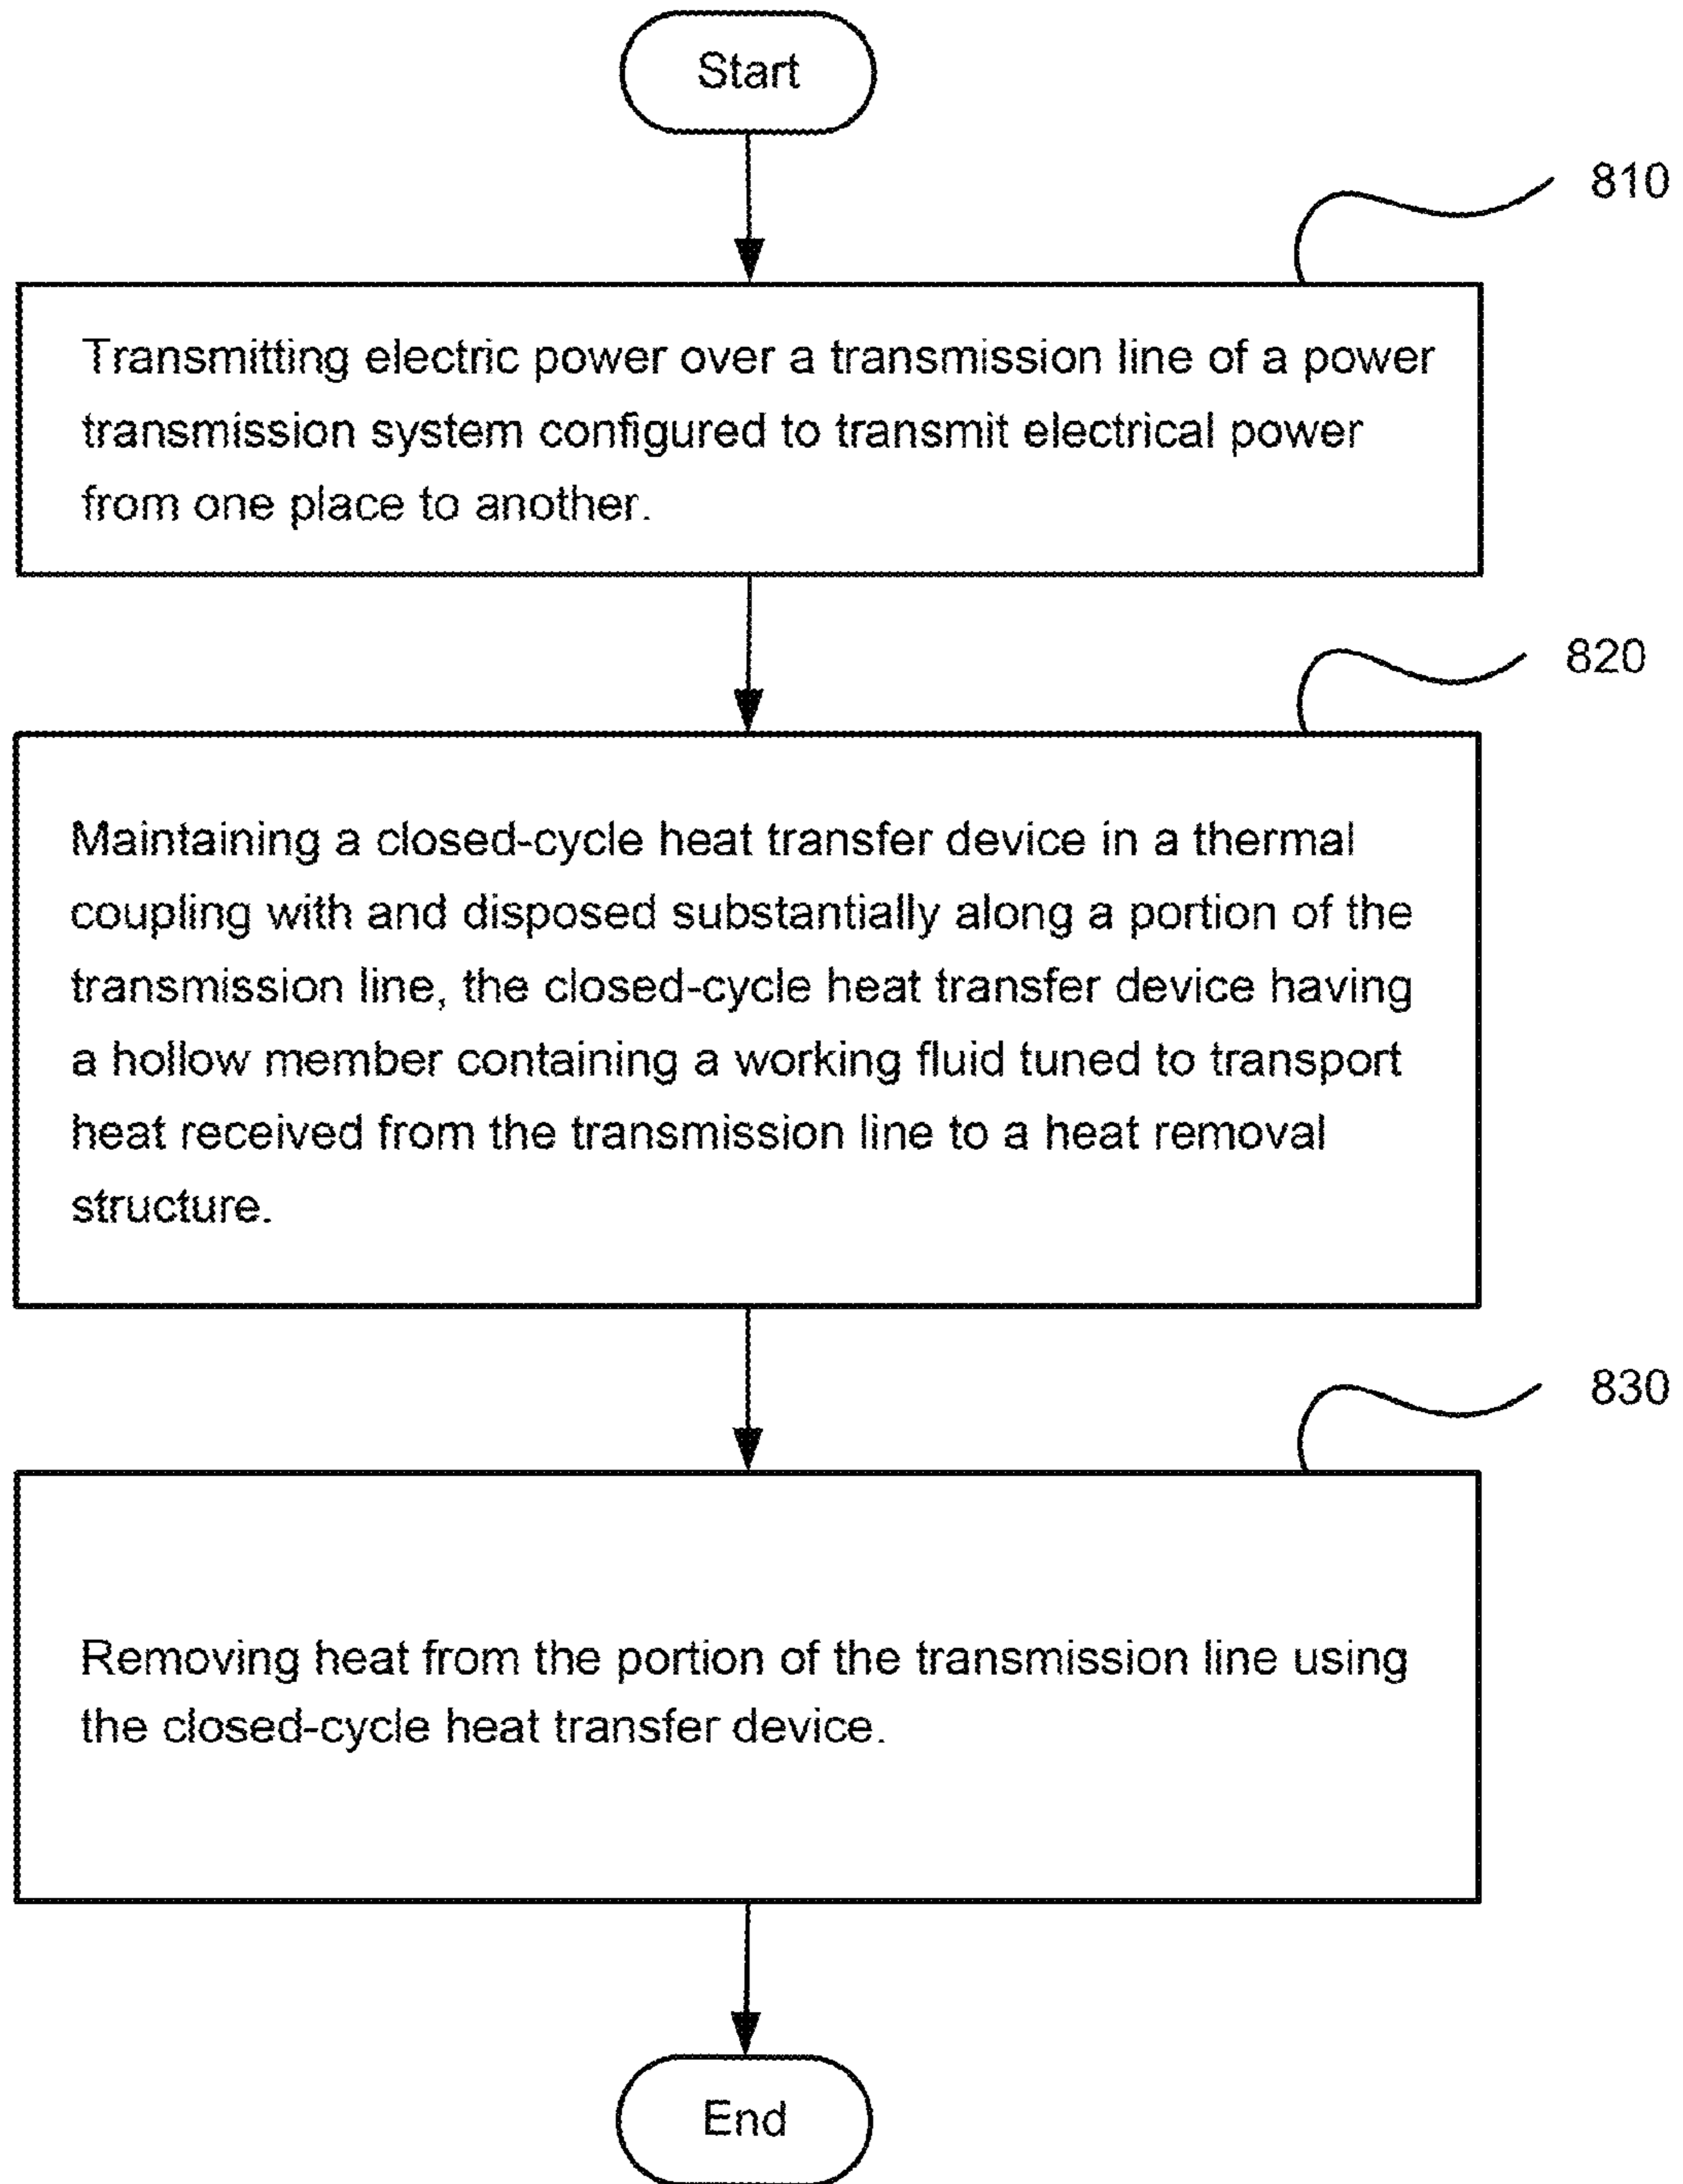 Start
810
Transmitting electric power over a transmission line of a power
transmission system configured to transmit electrical power
from one place to another.
820
Maintaining a closed-cycle heat transfer device in a thermal
coupling with and disposed substantially along a portion of the
transmission line, the closed-cycle heat transfer device having
a hollow member containing a working fluid tuned to transport
heat received from the transmission line to a heat removal
structure.
830
Removing heat from the portion of the transmission line using
the closed-cycle heat transfer device.
End